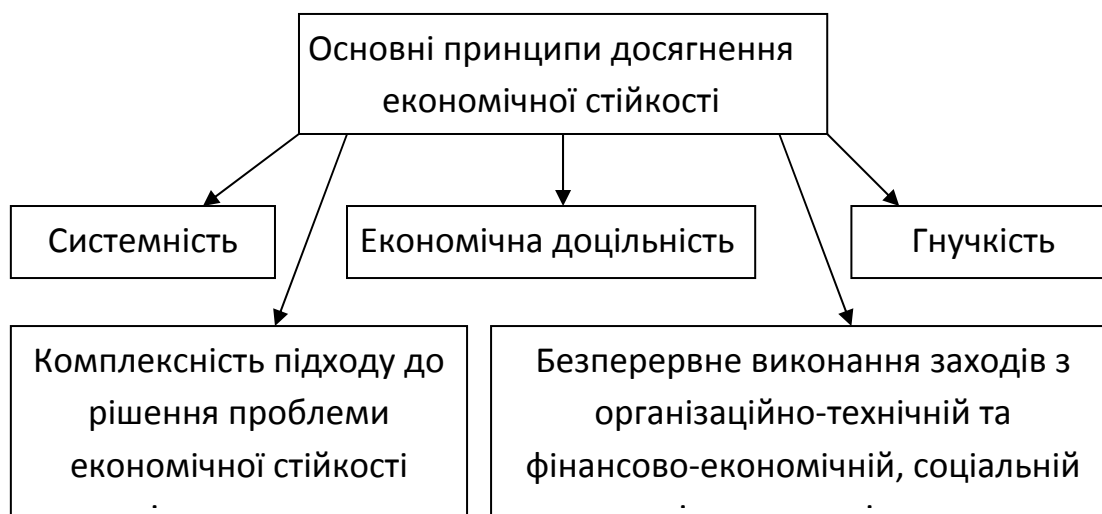 Основні принципи досягнення
економічної стійкості
Системність
Економічна доцільність
Гнучкість
Комплексність підходу до
рішення проблеми
економічної стійкості
Безперервне виконання заходів з
організаційно-технічній та
фінансово-економічній, соціальній